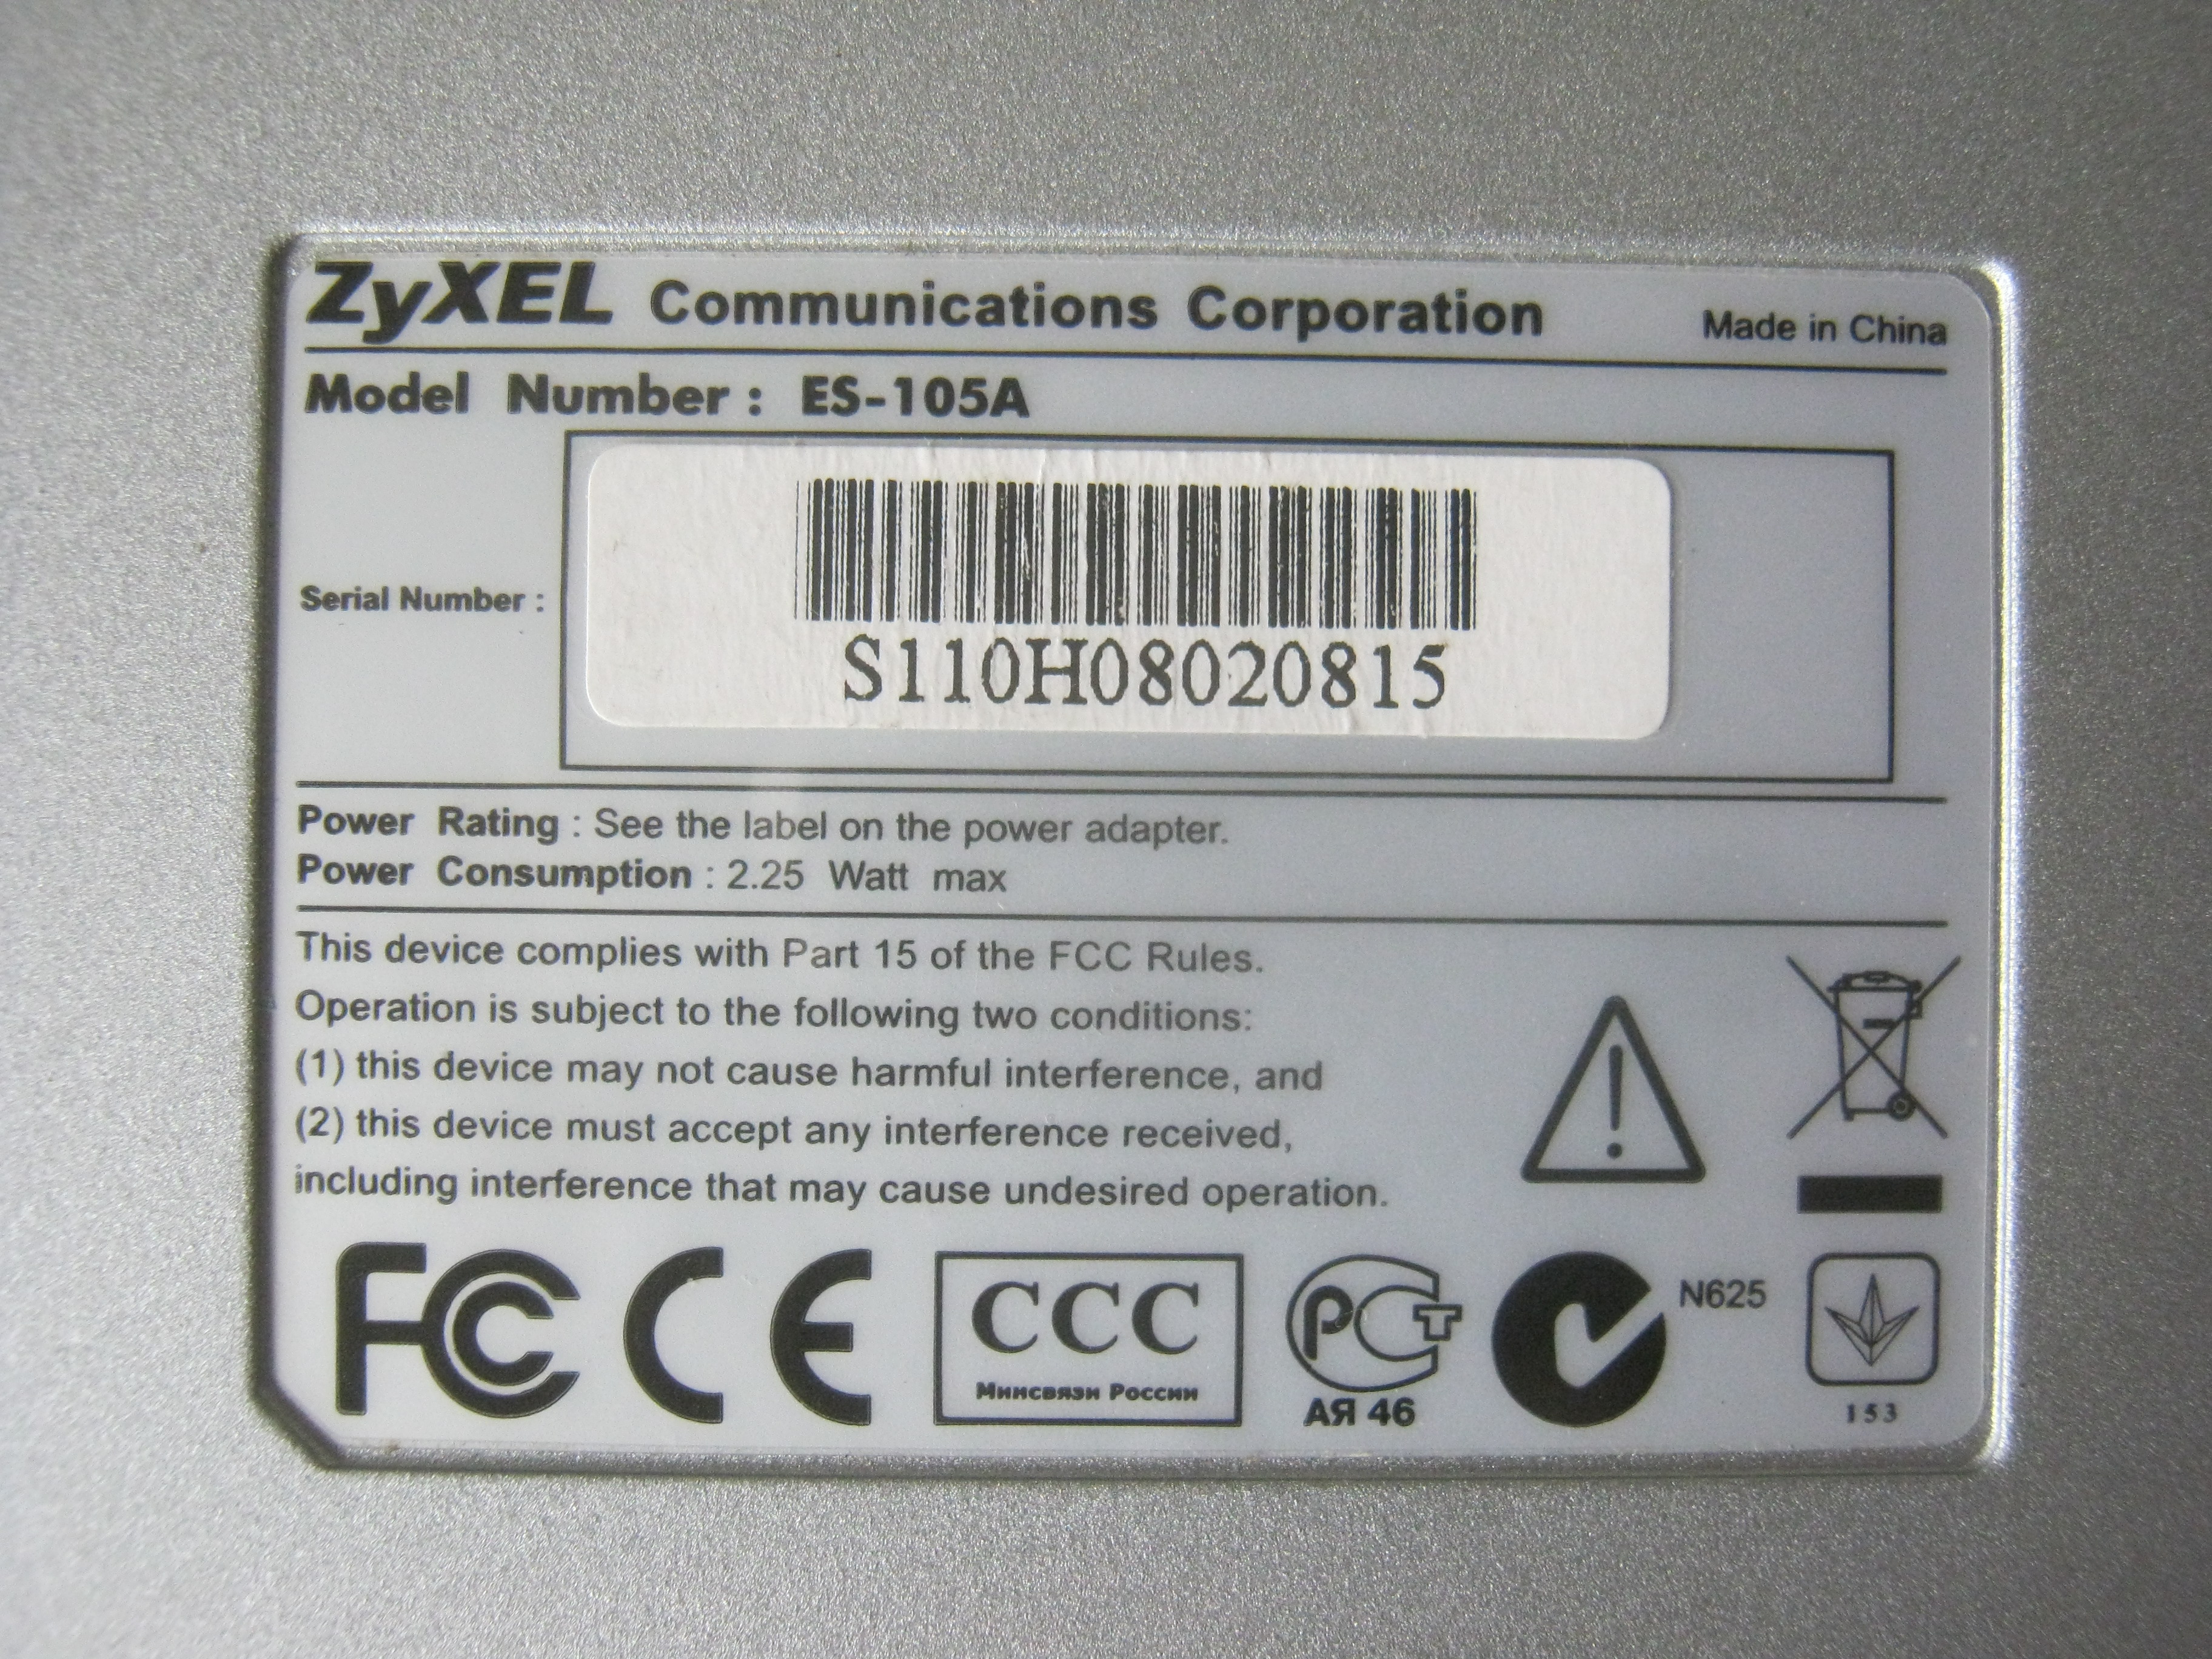 ZyXEL Communications Corporation Made in China
Model Number : ES-105A
Serial Number :
S110H08020815
Power Rating : See the label on the power adapter.
Power Consumption : 2.25 Watt max
This device complies with Part 15 of the FCC Rules.
Operation is subject to the following two conditions:
(1) this device may not cause harmful interference, and
(2) this device must accept any interference received,
including interference that may cause undesired operation.
FC CE CCC РСТ N625
Минсвязи России
АЯ 46 153